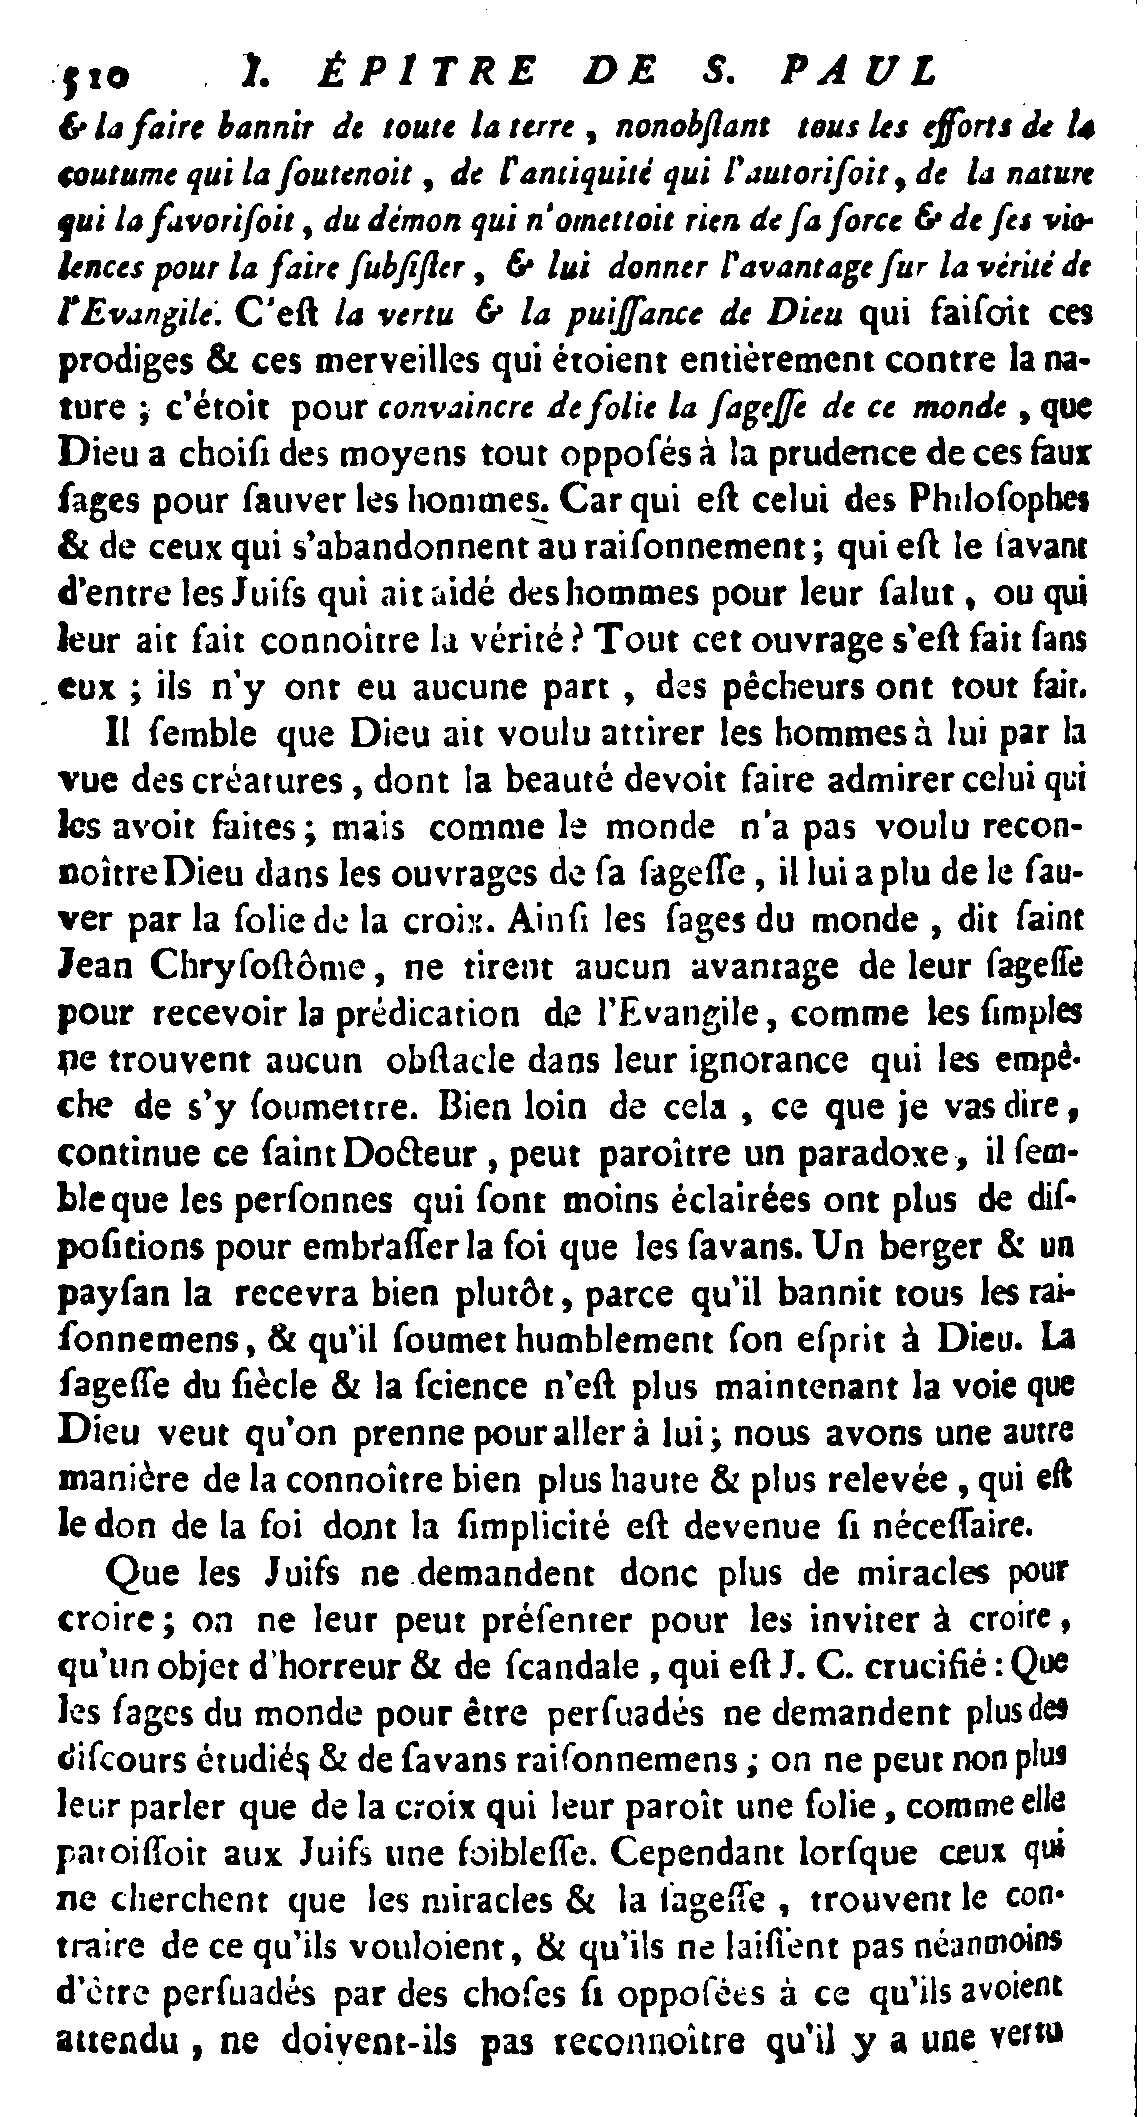 510 I. ÉPITRE DE S. PAUL
& la faire bannir de toute la terre, nonobſtant tous les efforts de la
coutume qui la ſoutenoit, de l'antiquité qui l'autoriſoit, de la nature
qui la favoriſoit, du démon qui n'omettoit rien de ſa force & de ſes vio-
lences pour la faire ſubſiſter, & lui donner l'avantage ſur la vérité de
l'Evangile. C'eſt la vertu & la puiſſance de Dieu qui faiſoit ces
prodiges & ces merveilles qui étoient entièrement contre la na-
ture ; c'étoit pour convaincre de folie la ſageſſe de ce monde, que
Dieu a choiſi des moyens tout oppoſés à la prudence de ces faux
ſages pour ſauver les hommes. Car qui eſt celui des Philoſophes
& de ceux qui s'abandonnent au raiſonnement ; qui eſt le ſavant
d'entre les Juifs qui ait aidé des hommes pour leur ſalut, ou qui
leur ait fait connoître la vérité ? Tout cet ouvrage s'eſt fait ſans
eux ; ils n'y ont eu aucune part, des pêcheurs ont tout fait.
Il ſemble que Dieu ait voulu attirer les hommes à lui par la
vue des créatures, dont la beauté devoit faire admirer celui qui
les avoit faites ; mais comme le monde n'a pas voulu recon-
noître Dieu dans les ouvrages de ſa ſageſſe, il lui a plu de le ſau-
ver par la folie de la croix. Ainſi les ſages du monde, dit ſaint
Jean Chryſoſtôme, ne tirent aucun avantage de leur ſageſſe
pour recevoir la prédication de l'Evangile, comme les ſimples
ne trouvent aucun obſtacle dans leur ignorance qui les empê-
che de s'y ſoumettre. Bien loin de cela, ce que je vas dire,
continue ce ſaint Docteur, peut paroître un paradoxe, il ſem-
ble que les perſonnes qui ſont moins éclairées ont plus de diſ-
poſitions pour embraſſer la foi que les ſavans. Un berger & un
payſan la recevra bien plutôt, parce qu'il bannit tous les rai-
ſonnemens, & qu'il ſoumet humblement ſon eſprit à Dieu. La
ſageſſe du ſiècle & la ſcience n'eſt plus maintenant la voie que
Dieu veut qu'on prenne pour aller à lui ; nous avons une autre
manière de la connoître bien plus haute & plus relevée, qui eſt
le don de la foi dont la ſimplicité eſt devenue ſi néceſſaire.
Que les Juifs ne demandent donc plus de miracles pour
croire ; on ne leur peut préſenter pour les inviter à croire,
qu'un objet d'horreur & de ſcandale, qui eſt J. C. crucifié : Que
les ſages du monde pour être perſuadés ne demandent plus des
diſcours étudiés & de ſavans raiſonnemens ; on ne peut non plus
leur parler que de la croix qui leur paroît une folie, comme elle
paroiſſoit aux Juifs une foibleſſe. Cependant lorſque ceux qui
ne cherchent que les miracles & la ſageſſe, trouvent le con-
traire de ce qu'ils vouloient, & qu'ils ne laiſſent pas néanmoins
d'être perſuadés par des choſes ſi oppoſées à ce qu'ils avoient
attendu, ne doivent-ils pas reconnoître qu'il y a une vertu